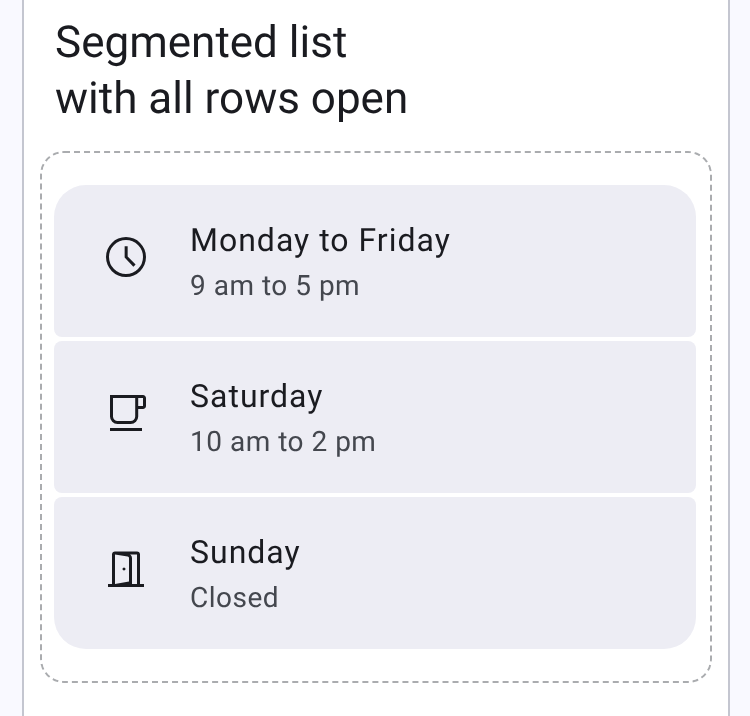 Segmented list
with all rows open
Monday to Friday
9 am to 5 pm
Saturday
10 am to 2 pm
Sunday
Closed